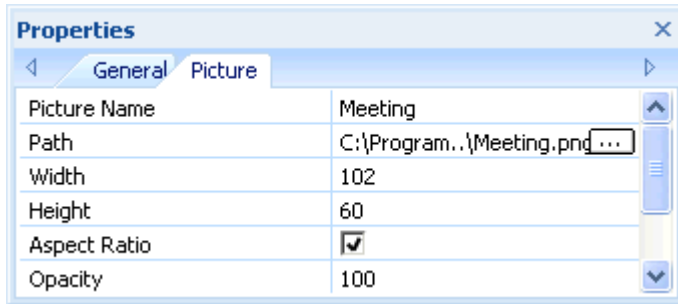 Properties
General Picture
Picture Name Meeting
Path C:\Program..\Meeting.png ...
Width 102
Height 60
Aspect Ratio
Opacity 100